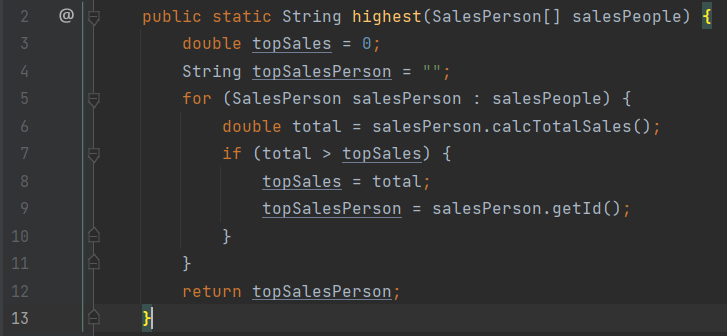 2 @ public static String highest(SalesPerson[] salesPeople) {
3 double topSales = 0;
4 String topSalesPerson = "";
5 for (SalesPerson salesPerson : salesPeople) {
6 double total = salesPerson.calcTotalSales();
7 if (total > topSales) {
8 topSales = total;
9 topSalesPerson = salesPerson.getId();
10 }
11 }
12 return topSalesPerson;
13 }